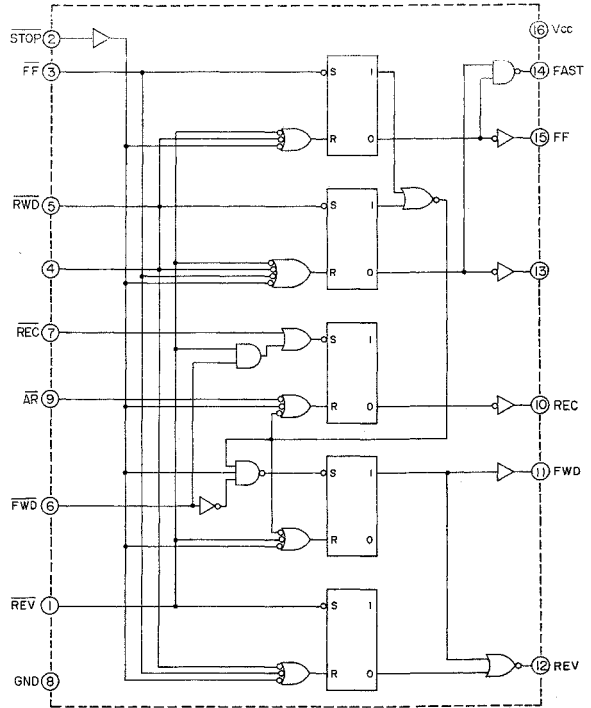 STOP 2
16 Vcc
FF 3
S 1
14 FAST
R 0
15 FF
RWD 5
S 1
4
R 0
13
REC 7
S 1
AR 9
R 0
10 REC
S 1
11 FWD
FWD 6
R 0
REV 1
S 1
12 REV
GND 8
R 0